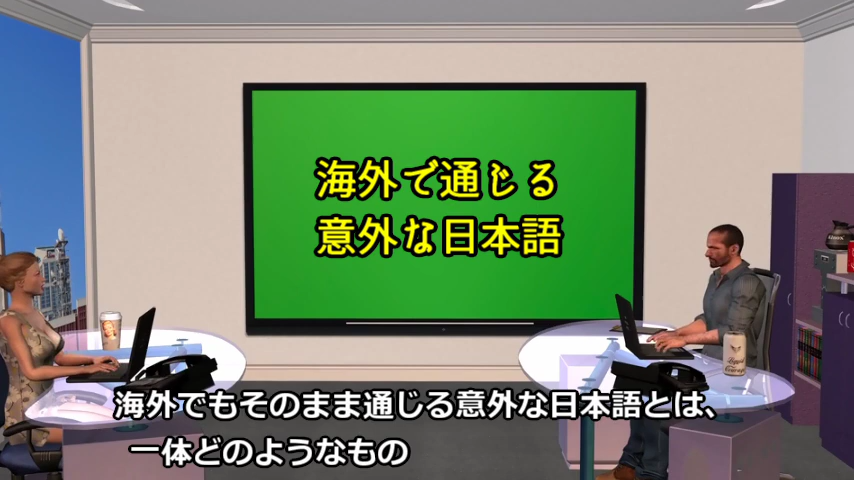 海外で通じる
意外な日本語
海外でもそのまま通じる意外な日本語とは、
一体どのようなもの